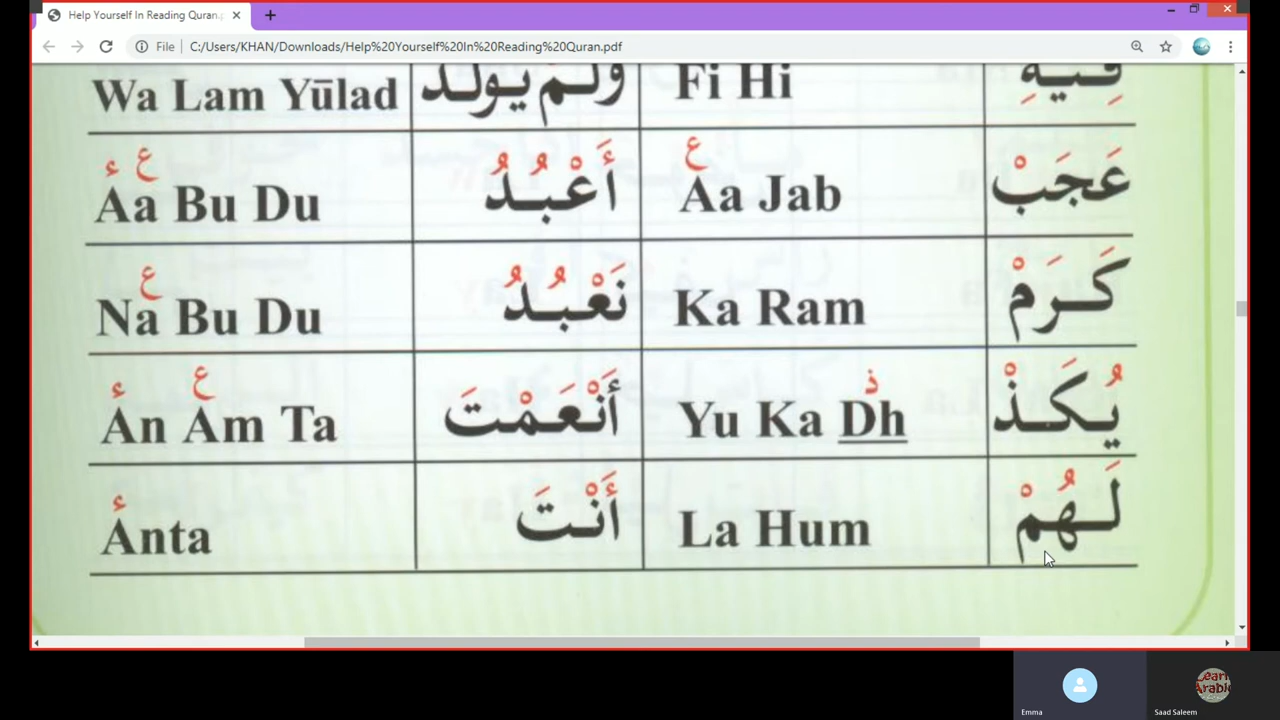 Help Yourself In Reading Quran.p
File C:/Users/KHAN/Downloads/Help%20Yourself%20In%20Reading%20Quran.pdf
Wa Lam Yūlad وَلَمْ يُولَدْ Fi Hi فِيْهِ
ء ع ع
Aa Bu Du أَعْبُدُ Aa Jab عَجَبْ
ع
Na Bu Du نَعْبُدُ Ka Ram كَرَمْ
ء ع ذ
An Am Ta أَنْعَمْتَ Yu Ka Dh يُكَذْ
ء
Anta أَنْتَ La Hum لَهُمْ
Learn
Arabic
Emma Saad Saleem